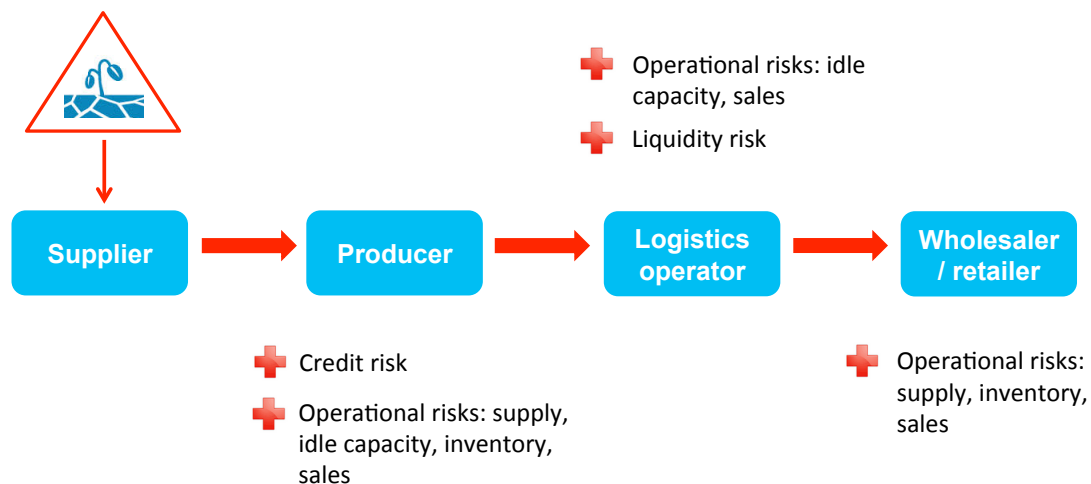 Operational risks: idle
capacity, sales
Liquidity risk
Supplier
Producer
Logistics
operator
Wholesaler
/ retailer
Credit risk
Operational risks: supply,
idle capacity, inventory,
sales
Operational risks:
supply, inventory,
sales